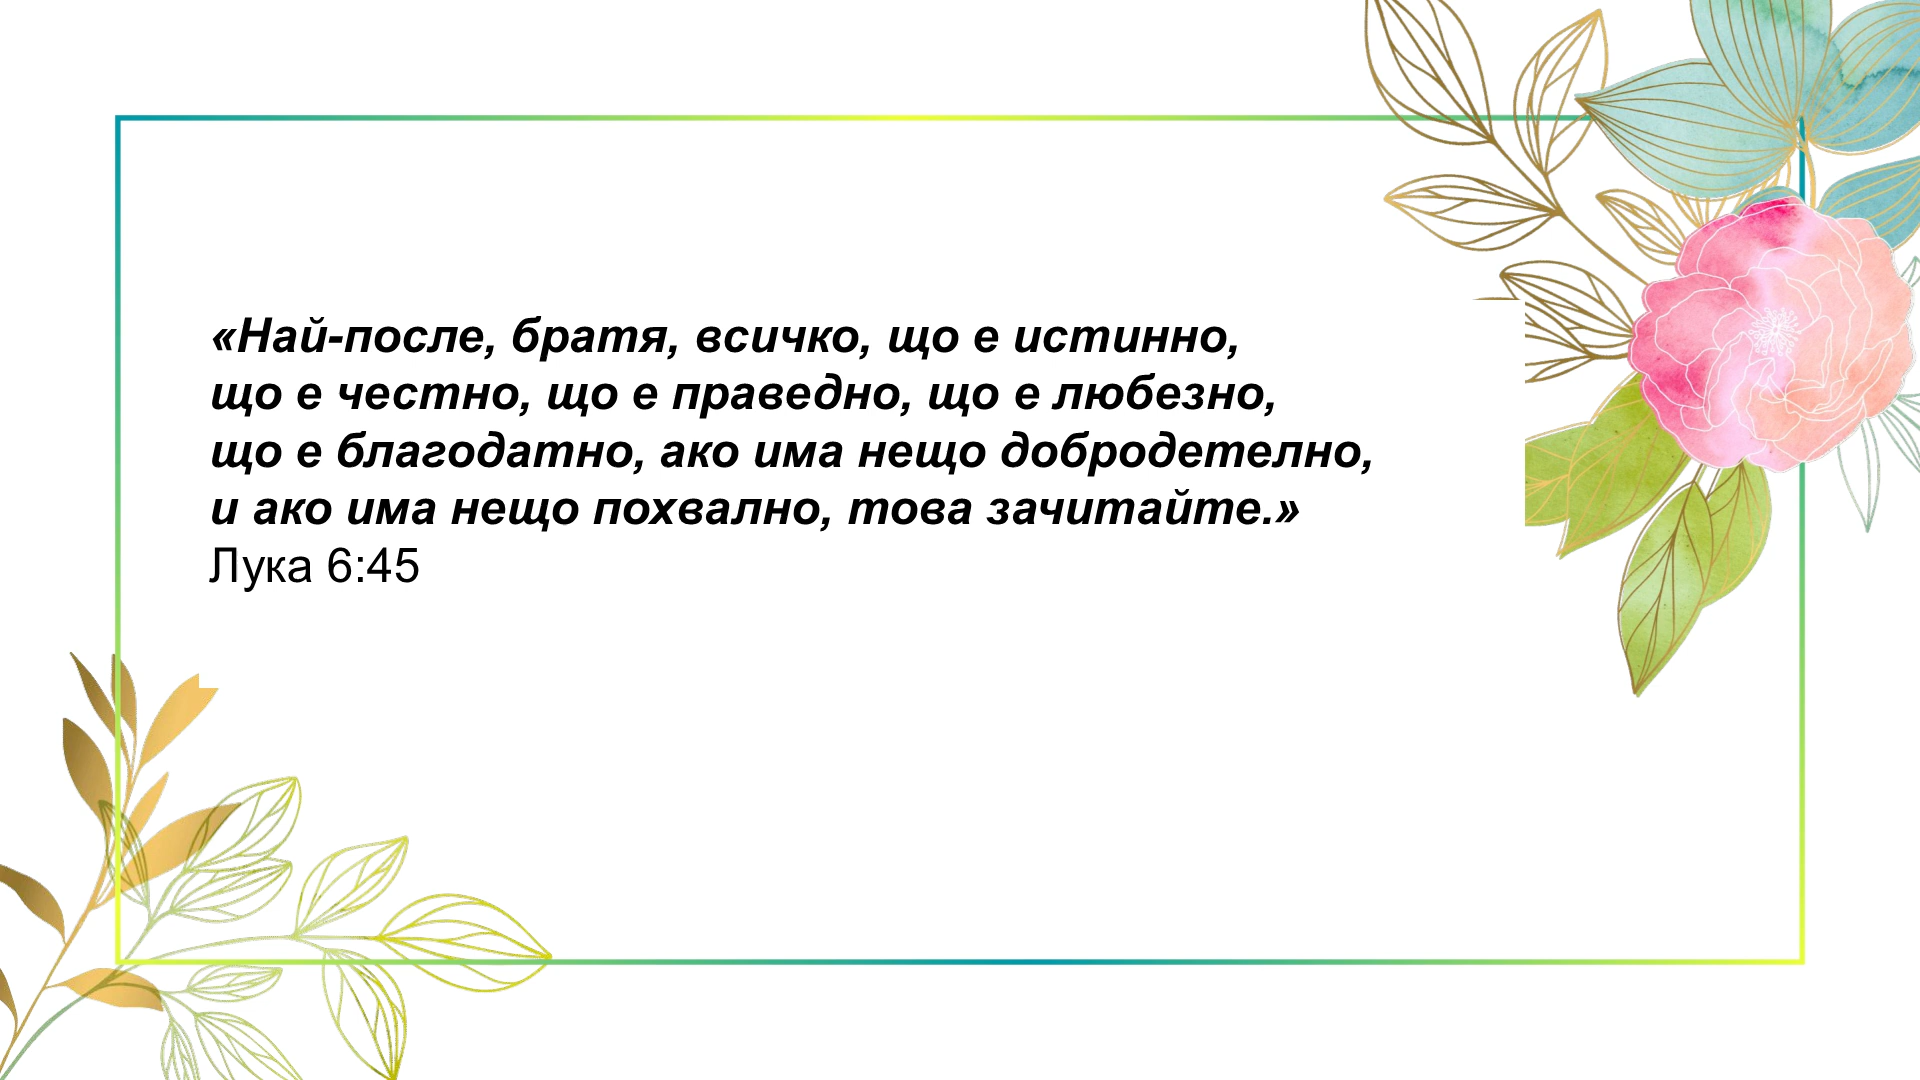 «Най-после, братя, всичко, що е истинно,
що е честно, що е праведно, що е любезно,
що е благодатно, ако има нещо добродетелно,
и ако има нещо похвално, това зачитайте.»
Лука 6:45